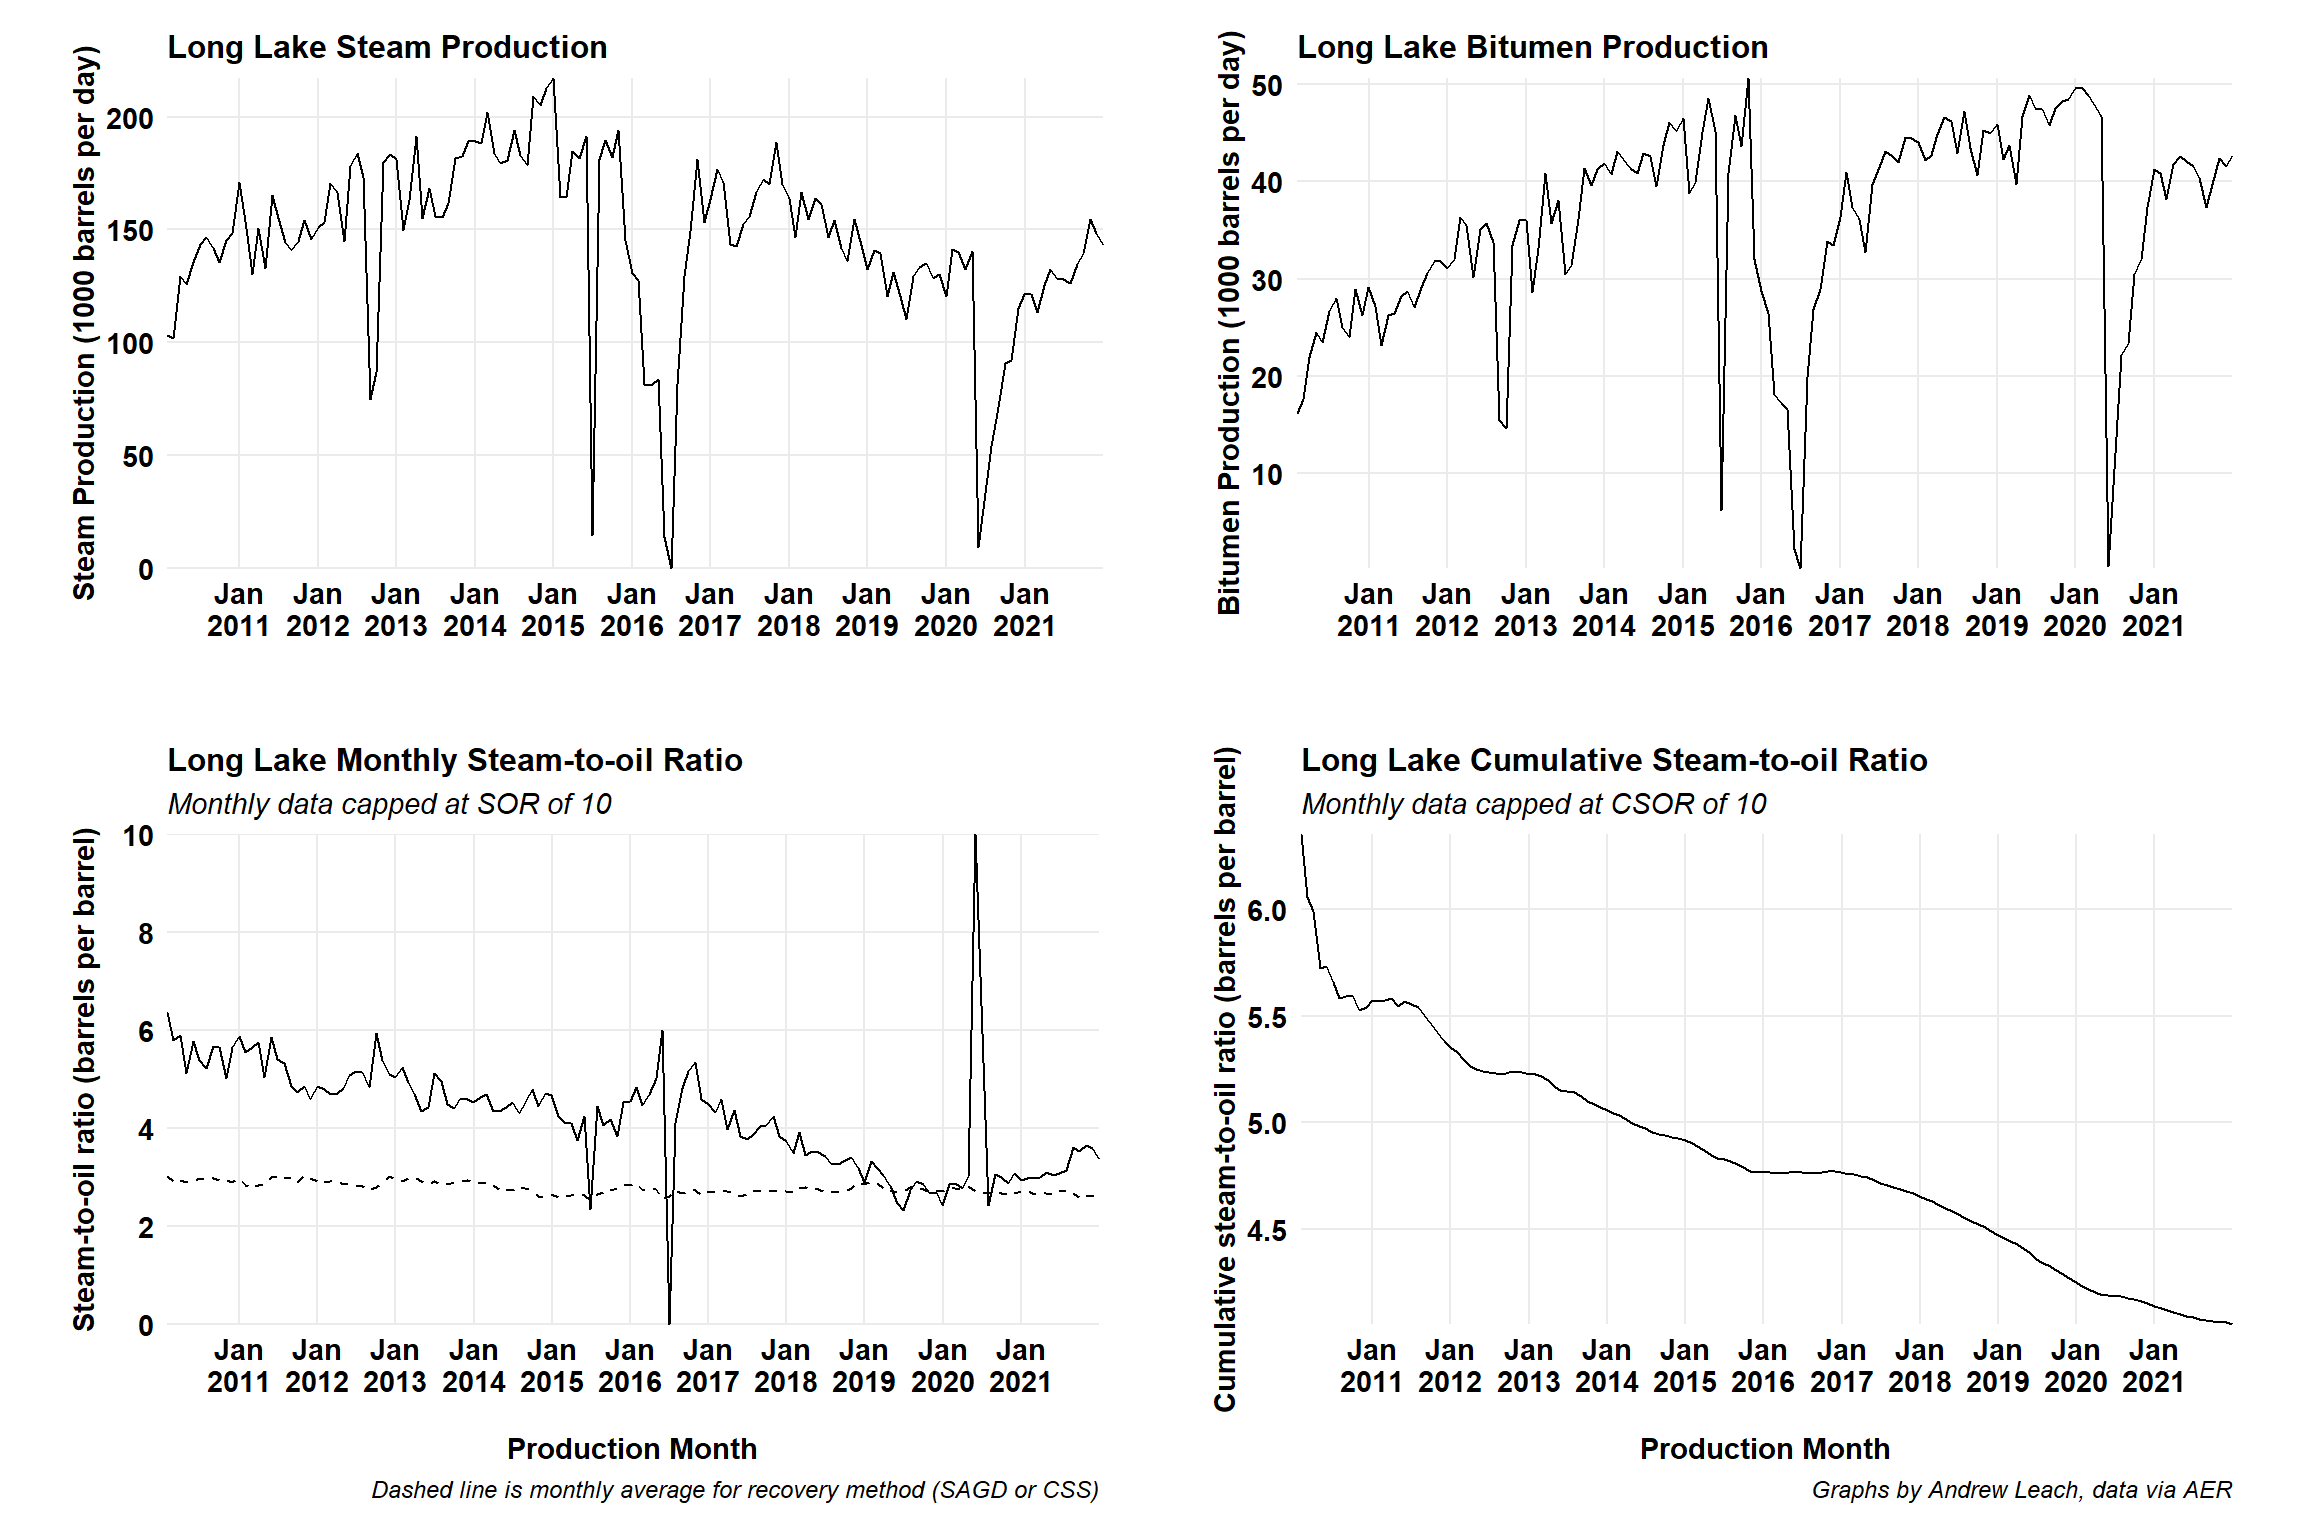 Long Lake Steam Production
Steam Production (1000 barrels per day)
200
150
100
50
0
Jan Jan Jan Jan Jan Jan Jan Jan Jan Jan Jan
2011 2012 2013 2014 2015 2016 2017 2018 2019 2020 2021
Long Lake Bitumen Production
Bitumen Production (1000 barrels per day)
50
40
30
20
10
Jan Jan Jan Jan Jan Jan Jan Jan Jan Jan Jan
2011 2012 2013 2014 2015 2016 2017 2018 2019 2020 2021
Long Lake Monthly Steam-to-oil Ratio
Monthly data capped at SOR of 10
Steam-to-oil ratio (barrels per barrel)
10
8
6
4
2
0
Jan Jan Jan Jan Jan Jan Jan Jan Jan Jan Jan
2011 2012 2013 2014 2015 2016 2017 2018 2019 2020 2021
Production Month
Dashed line is monthly average for recovery method (SAGD or CSS)
Long Lake Cumulative Steam-to-oil Ratio
Monthly data capped at CSOR of 10
Cumulative steam-to-oil ratio (barrels per barrel)
6.0
5.5
5.0
4.5
Jan Jan Jan Jan Jan Jan Jan Jan Jan Jan Jan
2011 2012 2013 2014 2015 2016 2017 2018 2019 2020 2021
Production Month
Graphs by Andrew Leach, data via AER